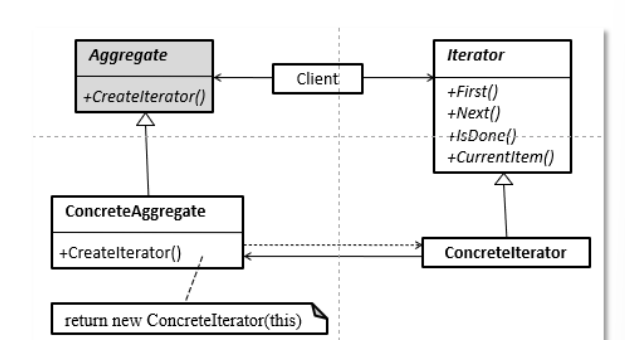 Aggregate
+CreateIterator()
Client
Iterator
+First()
+Next()
+IsDone()
+CurrentItem()
ConcreteAggregate
+CreateIterator()
ConcreteIterator
return new ConcreteIterator(this)